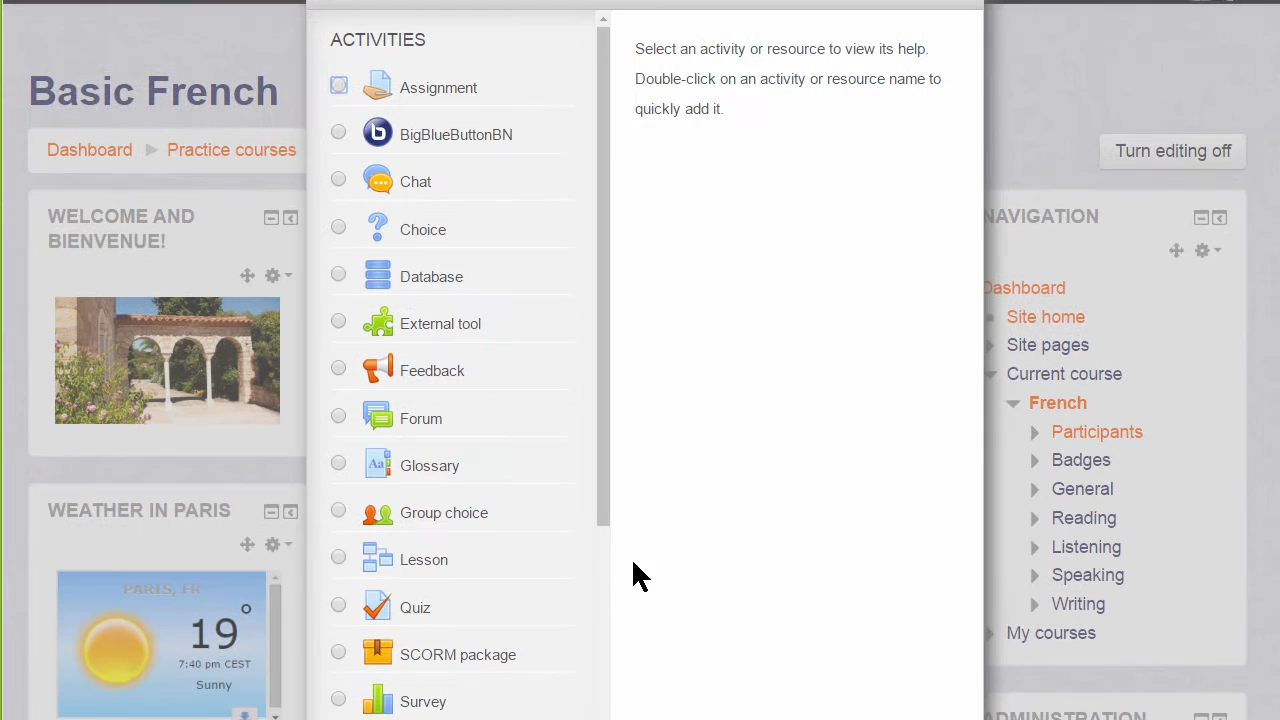 Basic French
Dashboard
Practice courses
WELCOME AND
BIENVENUE!
WEATHER IN PARIS
PARIS, FR
19°
7:40 pm CEST
Sunny
ACTIVITIES
Assignment
b
BigBlueButtonBN
Chat
?
Choice
Database
External tool
Feedback
Forum
Aa
Glossary
Group choice
Lesson
Quiz
SCORM package
Survey
Select an activity or resource to view its help.
Double-click on an activity or resource name to
quickly add it.
Turn editing off
NAVIGATION
Dashboard
Site home
Site pages
Current course
French
Participants
Badges
General
Reading
Listening
Speaking
Writing
My courses
ADMINISTRATION